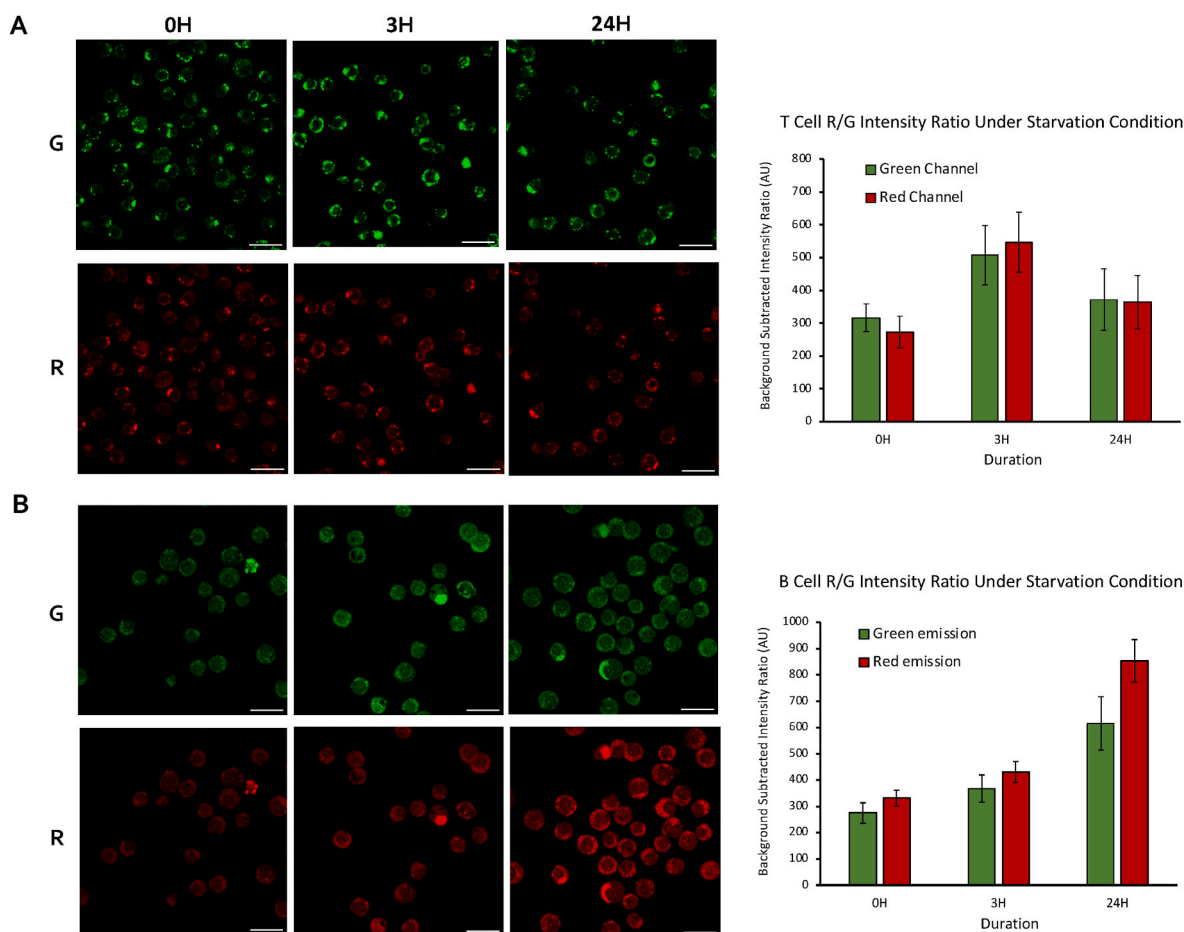 A
0H 3H 24H
G
R
T Cell R/G Intensity Ratio Under Starvation Condition
Background Subtracted Intensity Ratio (AU)
800
700
600
500
400
300
200
100
0
Green Channel
Red Channel
0H 3H 24H
Duration
B
G
R
B Cell R/G Intensity Ratio Under Starvation Condition
Background Subtracted Intensity Ratio (AU)
1000
900
800
700
600
500
400
300
200
100
0
Green emission
Red emission
0H 3H 24H
Duration